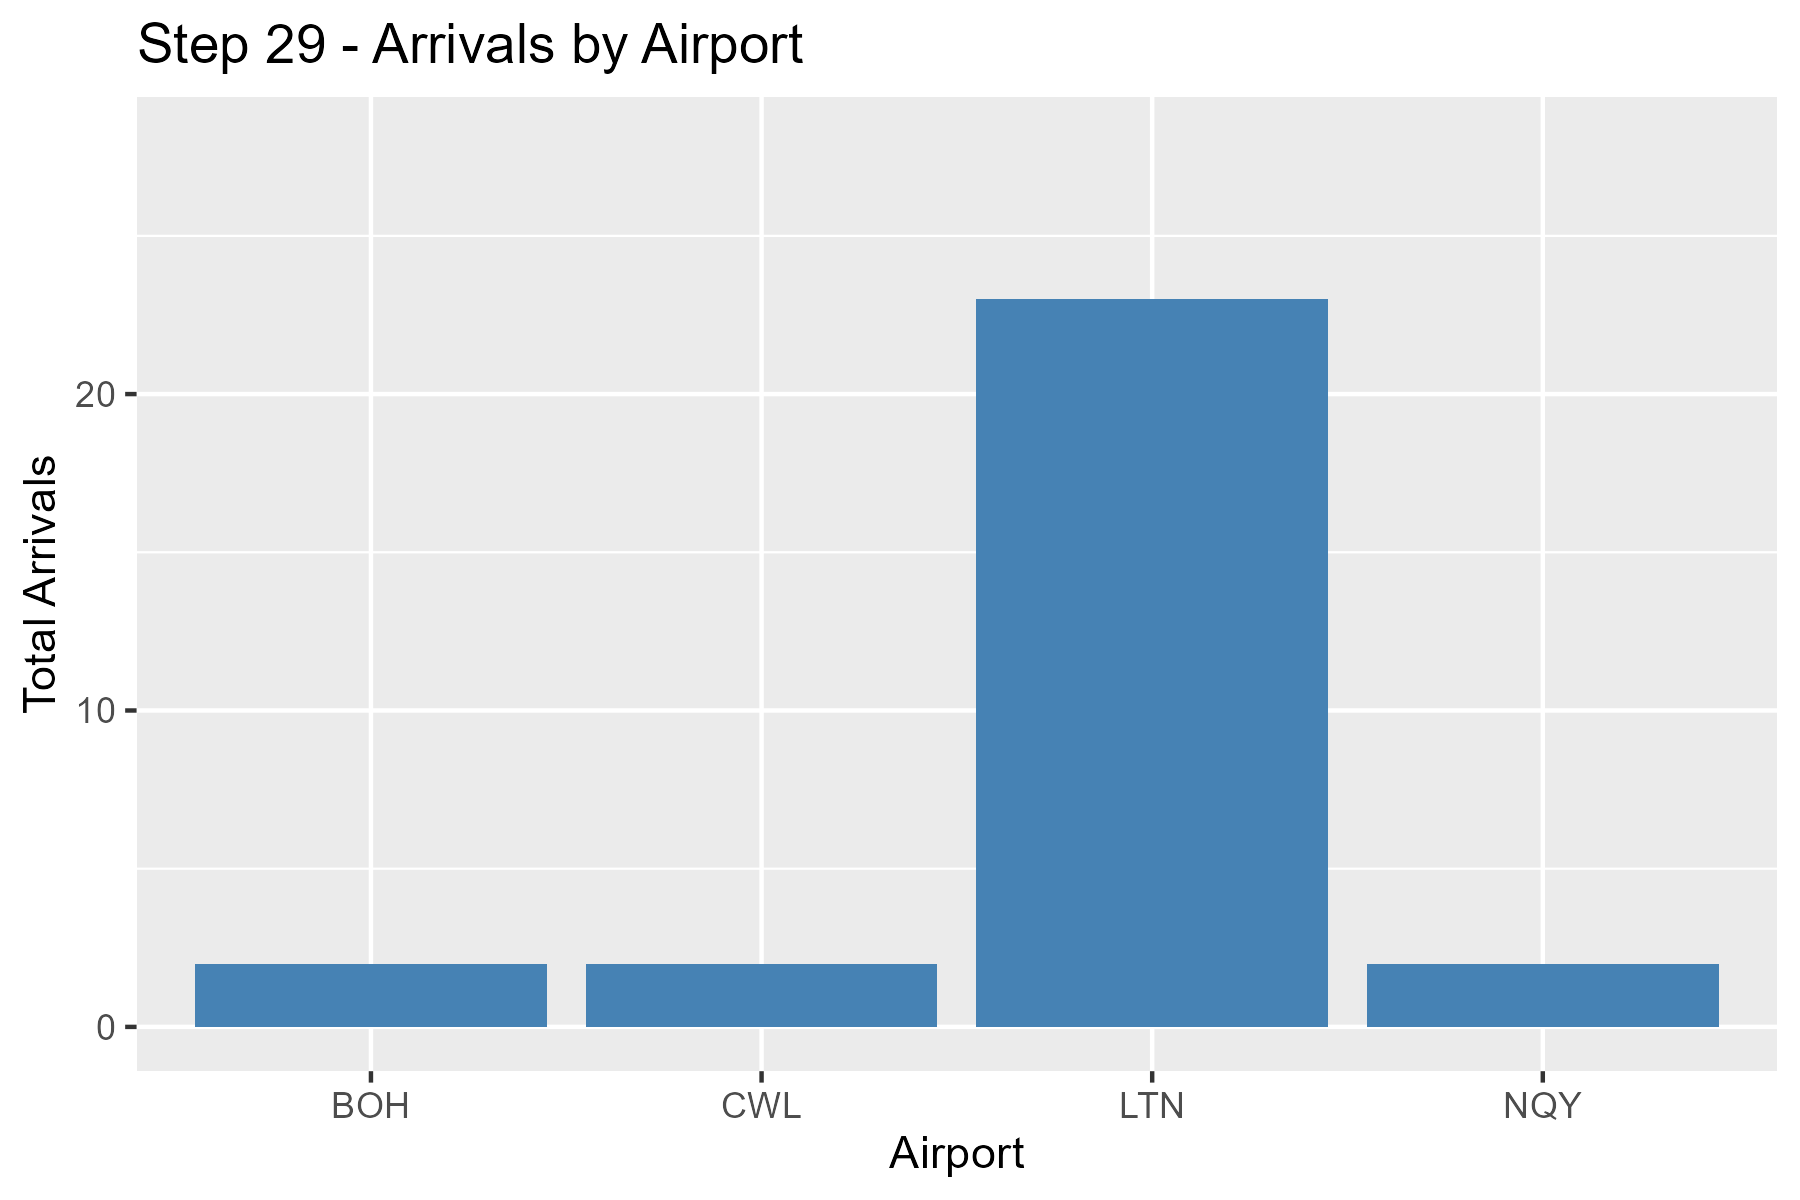 Step 29 - Arrivals by Airport
Total Arrivals
20
10
0
BOH
CWL
LTN
NQY
Airport